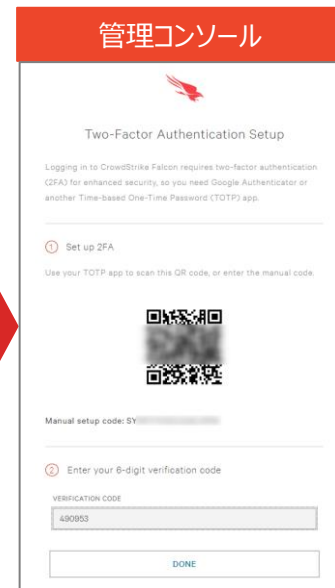 管理コンソール
Two-Factor Authentication Setup
Logging in to CrowdStrike Falcon requires two-factor authentication
(2FA) for enhanced security, so you need Google Authenticator or
another Time-based One-Time Password (TOTP) app.
1 Set up 2FA
Use your TOTP app to scan this QR code, or enter the manual code.
Manual setup code: SY
2 Enter your 6-digit verification code
VERIFICATION CODE
490953
DONE